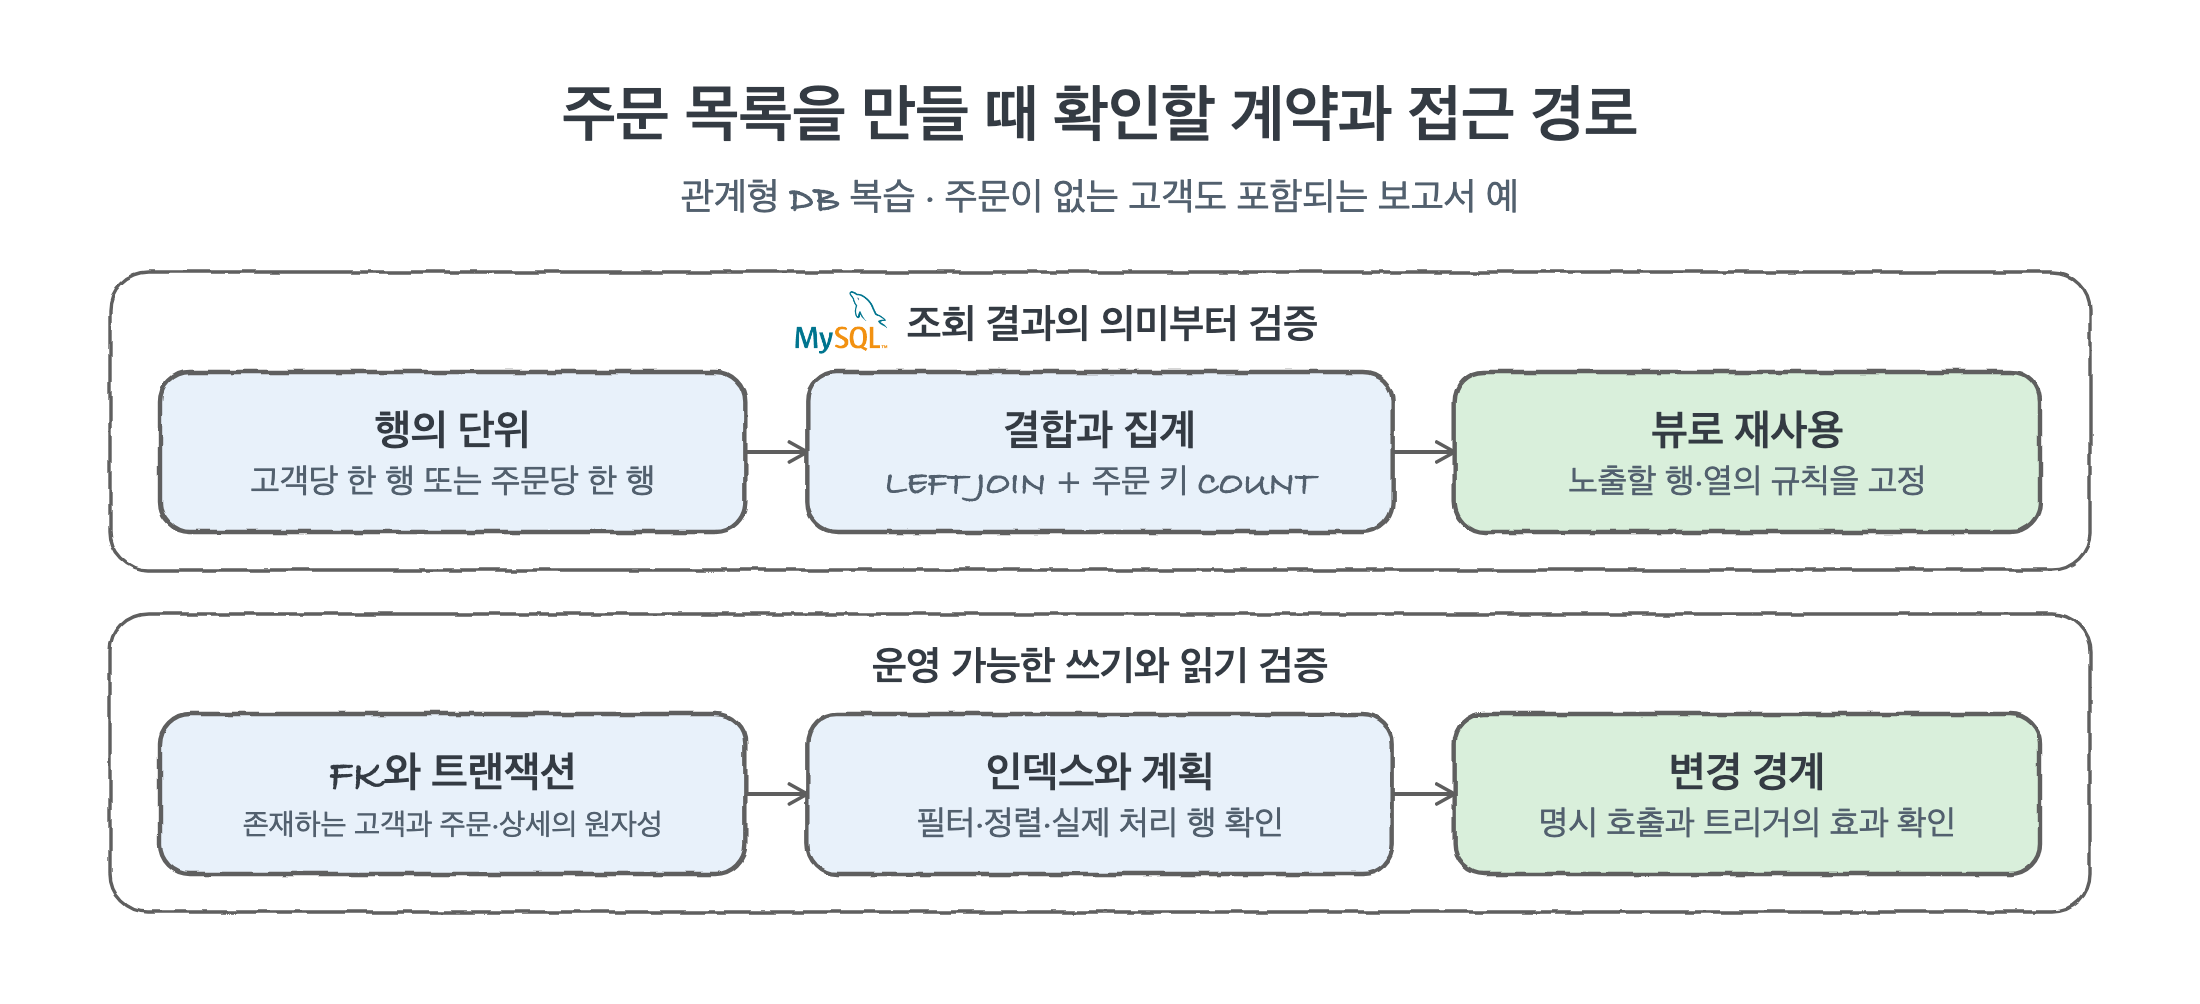 주문 목록을 만들 때 확인할 계약과 접근 경로
관계형 DB 복습 · 주문이 없는 고객도 포함되는 보고서 예
MySQL™ 조회 결과의 의미부터 검증
행의 단위
고객당 한 행 또는 주문당 한 행
결합과 집계
LEFT JOIN + 주문 키 COUNT
뷰로 재사용
노출할 행·열의 규칙을 고정
운영 가능한 쓰기와 읽기 검증
FK와 트랜잭션
존재하는 고객과 주문·상세의 원자성
인덱스와 계획
필터·정렬·실제 처리 행 확인
변경 경계
명시 호출과 트리거의 효과 확인